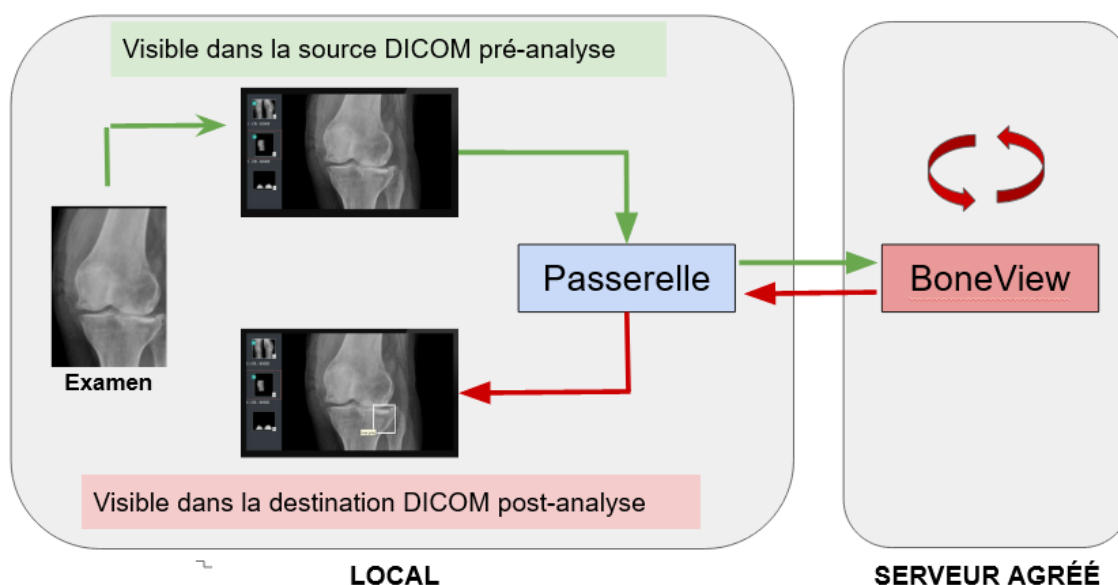 Visible dans la source DICOM pré-analyse
Examen
Passerelle
BoneView
Visible dans la destination DICOM post-analyse
LOCAL
SERVEUR AGRÉÉ